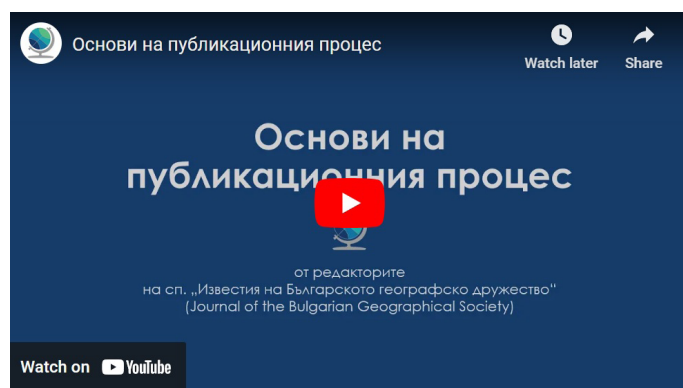 Основи на публикационния процес
Watch later
Share
Основи на
публикационния процес
от редакторите
на сп. „Известия на Българското географско дружество“
(Journal of the Bulgarian Geographical Society)
Watch on YouTube